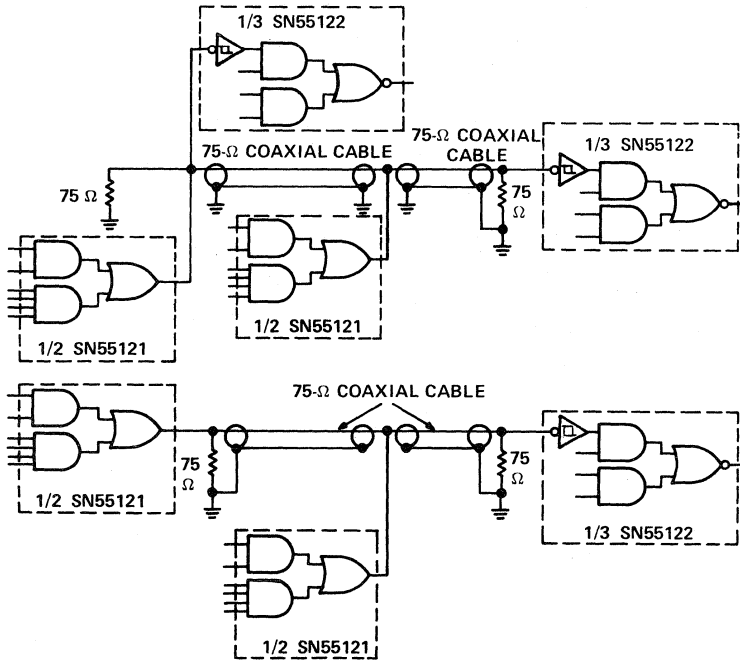 1/3 SN55122
75-Ω COAXIAL
CABLE
75-Ω COAXIAL CABLE
1/3 SN55122
75 Ω
75
Ω
1/2 SN55121
1/2 SN55121
75-Ω COAXIAL CABLE
75
Ω
75
Ω
1/2 SN55121
1/3 SN55122
1/2 SN55121